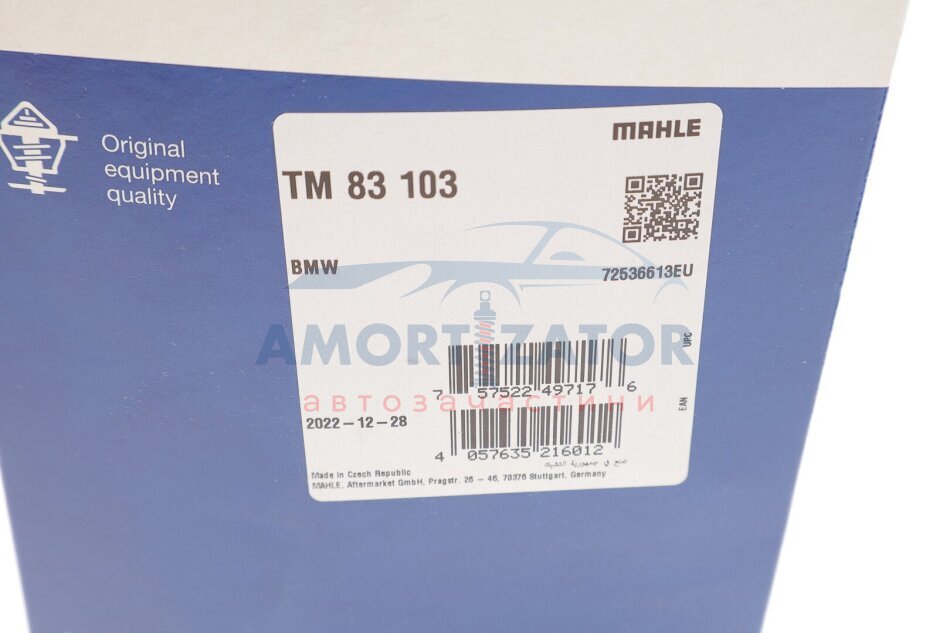 Original
equipment
quality
MAHLE
TM 83 103
BMW
72536613EU
AMORTIZATOR
UPC
7 57522 49717 6
автозачастини
EAN
2022-12-28
4 057635 216012
صنع في جمهورية التشيك
Made in Czech Republic
MAHLE, Aftermarket GmbH, Pragstr. 26 - 46, 70376 Stuttgart, Germany